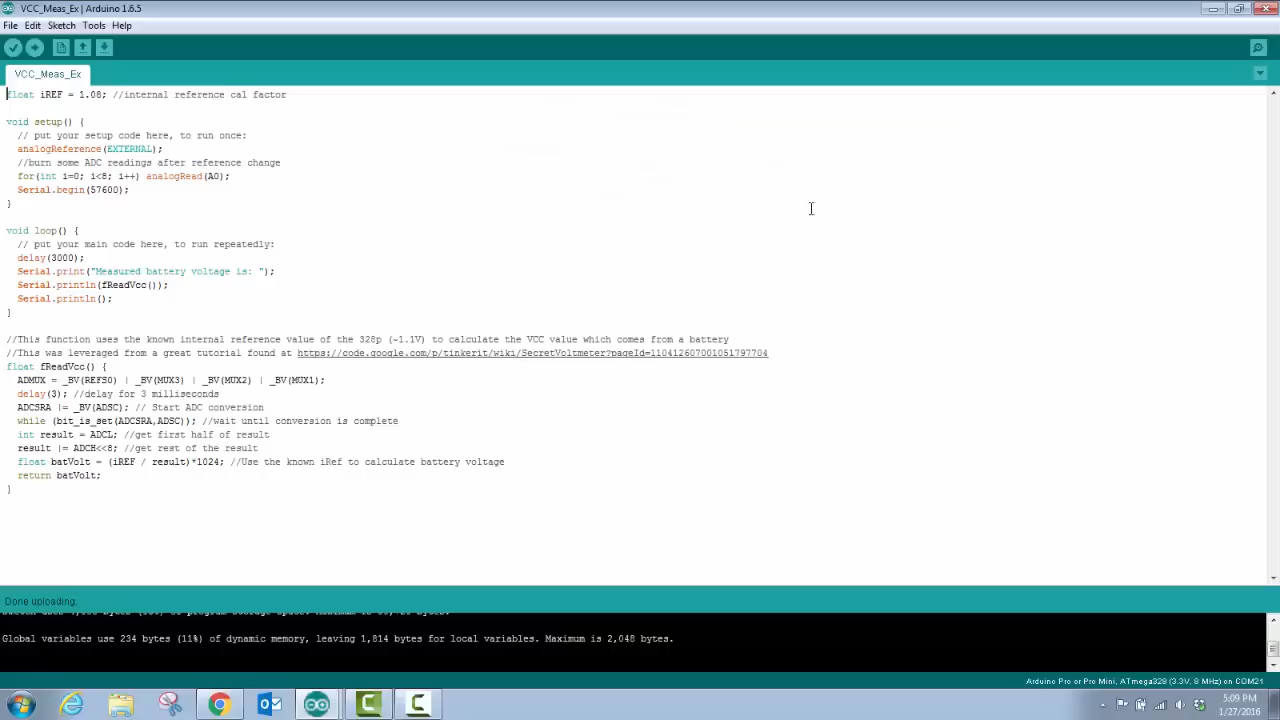 VCC_Meas_Ex | Arduino 1.6.5
File Edit Sketch Tools Help
VCC_Meas_Ex
float iREF = 1.08; //internal reference cal factor
void setup() {
// put your setup code here, to run once:
analogReference(EXTERNAL);
//burn some ADC readings after reference change
for(int i=0; i<8; i++) analogRead(A0);
Serial.begin(57600);
}
void loop() {
// put your main code here, to run repeatedly:
delay(3000);
Serial.print("Measured battery voltage is: ");
Serial.println(fReadVcc());
Serial.println();
}
//This function uses the known internal reference value of the 328p (~1.1V) to calculate the VCC value which comes from a battery
//This was leveraged from a great tutorial found at https://code.google.com/p/tinkerit/wiki/SecretVoltmeter?pageId=110412607001051797704
float fReadVcc() {
ADMUX = _BV(REFS0) | _BV(MUX3) | _BV(MUX2) | _BV(MUX1);
delay(3); //delay for 3 milliseconds
ADCSRA |= _BV(ADSC); // Start ADC conversion
while (bit_is_set(ADCSRA,ADSC)); //wait until conversion is complete
int result = ADCL; //get first half of result
result |= ADCH<<8; //get rest of the result
float batVolt = (iREF / result)*1024; //Use the known iRef to calculate battery voltage
return batVolt;
}
Done uploading.
Global variables use 234 bytes (11%) of dynamic memory, leaving 1,814 bytes for local variables. Maximum is 2,048 bytes.
Arduino Pro or Pro Mini, ATmega328 (3.3V, 8 MHz) on COM21
5:09 PM
1/27/2016